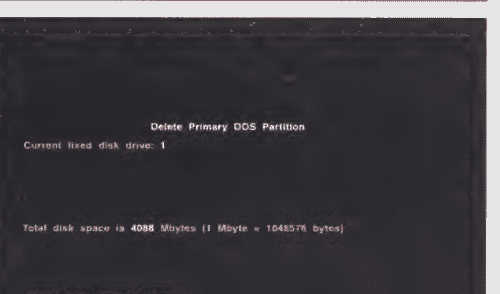 Delete Primary DOS Partition
Current fixed disk drive: 1
Total disk space is 4088 Mbytes (1 Mbyte = 1048576 bytes)